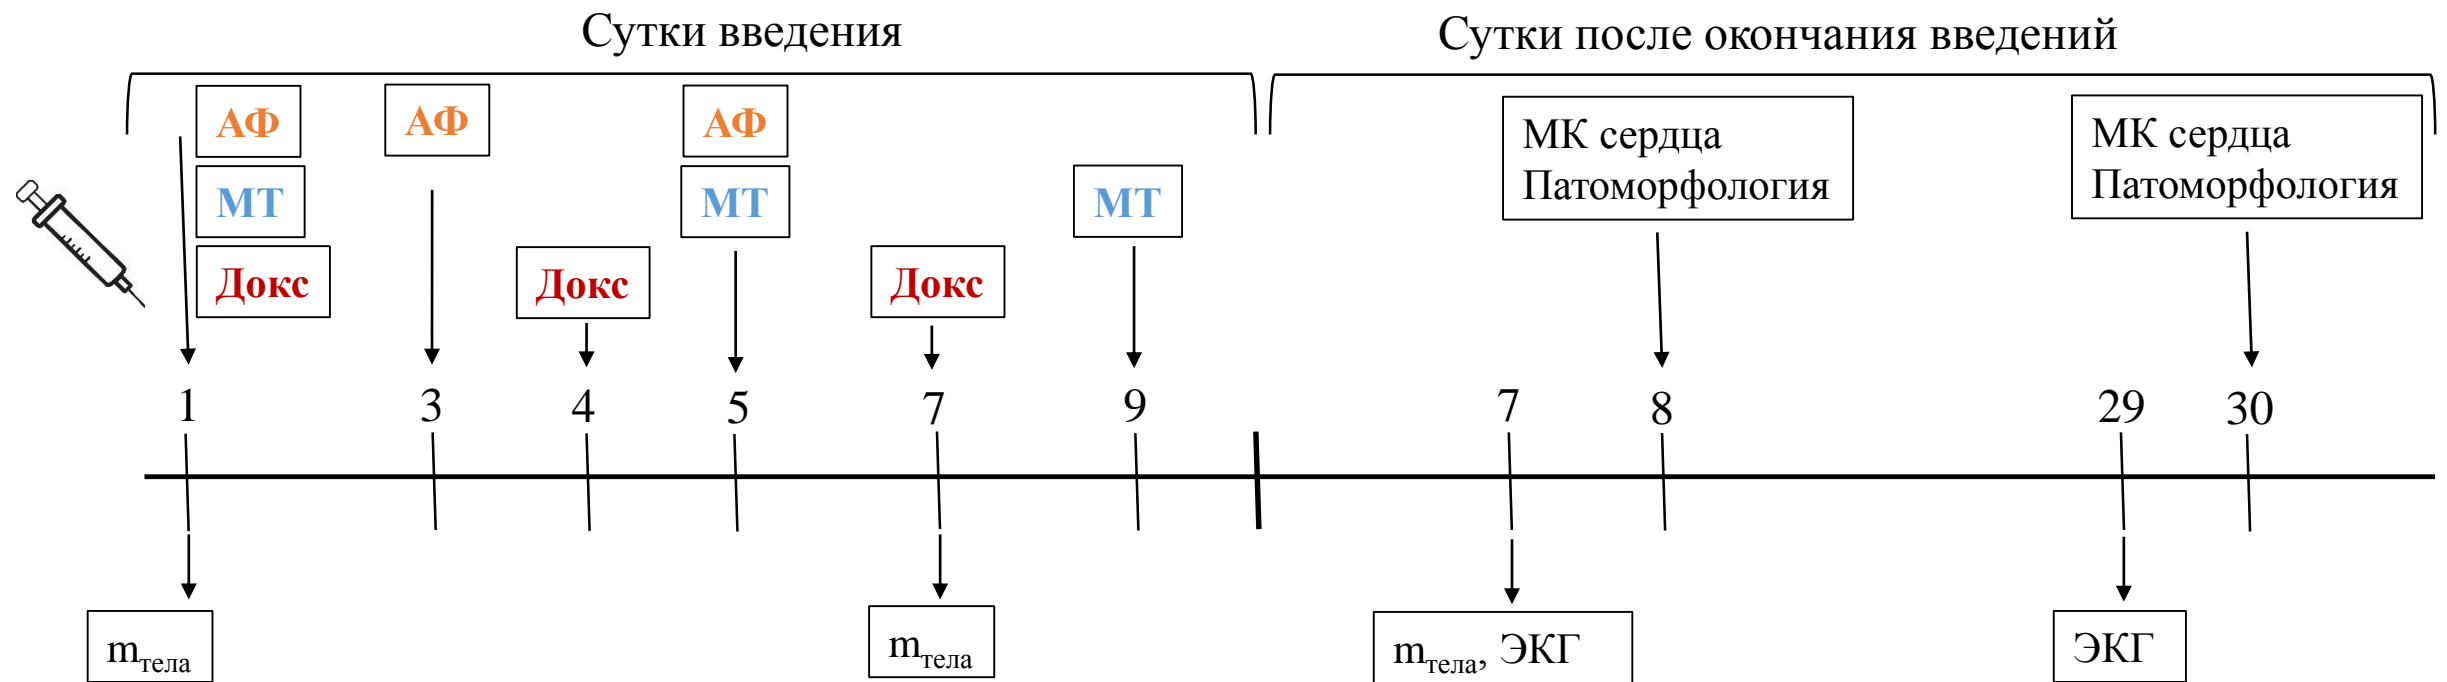 Сутки введения
Сутки после окончания введений
АФ
МТ
Докс
АФ
Докс
АФ
МТ
Докс
МТ
МК сердца
Патоморфология
МК сердца
Патоморфология
1 3 4 5 7 9 7 8 29 30
mтела
mтела
mтела, ЭКГ
ЭКГ